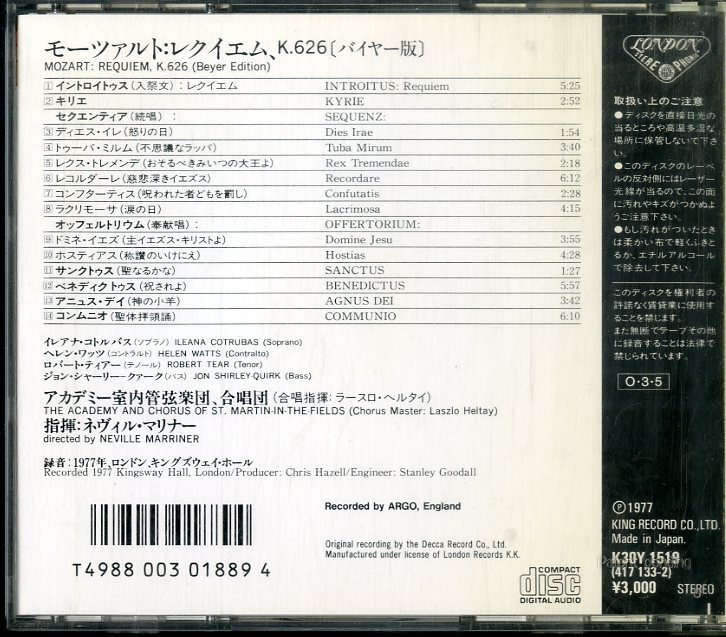 モーツァルト:レクイエム、K.626〔バイヤー版〕
MOZART: REQUIEM, K.626 (Beyer Edition)
1 イントロイトゥス(入祭文):レクイエム INTROITUS: Requiem 5:25
2 キリエ KYRIE 2:52
セクエンティア(続唱): SEQUENZ:
3 ディエス・イレ(怒りの日) Dies Irae 1:54
4 トゥーバ・ミルム(不思議なラッパ) Tuba Mirum 3:40
5 レクス・トレメンデ(おそるべきみいつの大王よ) Rex Tremendae 2:18
6 レコルダーレ(慈悲深きイエズス) Recordare 6:12
7 コンフターティス(呪われた者どもを罰し) Confutatis 2:28
8 ラクリモーサ(涙の日) Lacrimosa 4:15
オッフェルトリウム(奉献唱): OFFERTORIUM:
9 ドミネ・イエズ(主イエズス・キリストよ) Domine Jesu 3:55
10 ホスティアス(称讃のいけにえ) Hostias 4:28
11 サンクトゥス(聖なるかな) SANCTUS 1:27
12 ベネディクトゥス(祝されよ) BENEDICTUS 5:57
13 アニュス・デイ(神の小羊) AGNUS DEI 3:42
14 コンムニオ(聖体拝領誦) COMMUNIO 6:10
イレアナ・コトルバス(ソプラノ) ILEANA COTRUBAS (Soprano)
ヘレン・ワッツ(コントラルト) HELEN WATTS (Contralto)
ロバート・ティアー(テノール) ROBERT TEAR (Tenor)
ジョン・シャーリー=クァーク(バス) JON SHIRLEY-QUIRK (Bass)
アカデミー室内管弦楽団、合唱団(合唱指揮:ラースロ・ヘルタイ)
THE ACADEMY AND CHORUS OF ST. MARTIN-IN-THE-FIELDS (Chorus Master: Laszlo Heltay)
指揮:ネヴィル・マリナー
directed by NEVILLE MARRINER
録音:1977年、ロンドン、キングズウェイ・ホール
Recorded 1977 Kingsway Hall, London/Producer: Chris Hazell/Engineer: Stanley Goodall
T4988 003 01889 4
Recorded by ARGO, England
Original recording by the Decca Record Co., Ltd.
Manufactured under license of London Records K.K.
COMPACT
disc
DIGITAL AUDIO
LONDON
STEREO PHONIC
取扱い上のご注意
●ディスクを直接日光の
当るところや高温多湿な
場所に保管しないで下さ
い。
●このディスクのレーベ
ルの反対側にはレーザー
光線が当るので、この面
に汚れやキズがつかぬよ
うご注意下さい。
●もし汚れがついたときは
は柔かい布で軽くふきと
るか、エチルアルコール
で除去して下さい。
このディスクを権利者の
許諾なく賃貸業に使用す
ることを禁じます。
また無断でテープその他
に録音することは法律で
禁じられています。
O・3・5
Ⓟ 1977
KING RECORD CO., LTD.
Made in Japan.
K30Y 1519
(417 133-2)
¥3,000 STEREO